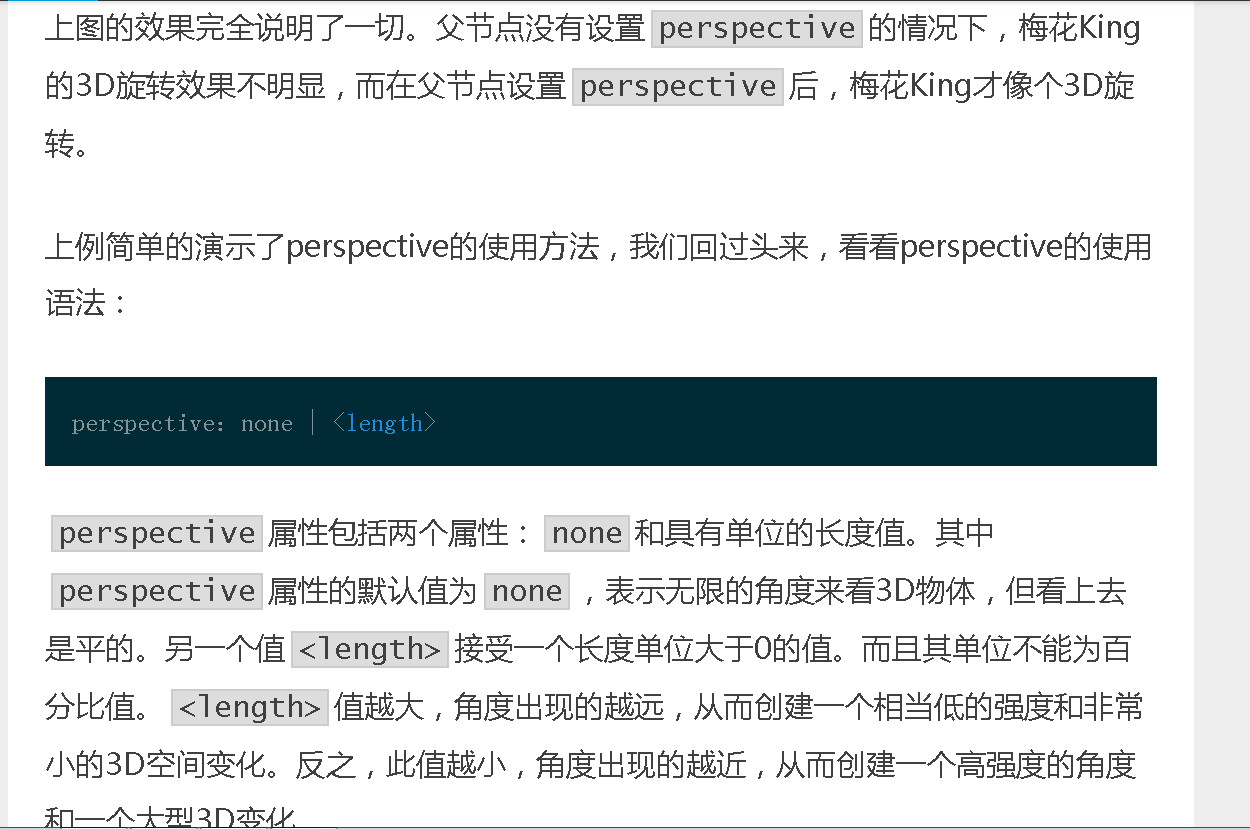 上图的效果完全说明了一切。父节点没有设置 perspective 的情况下，梅花King
的3D旋转效果不明显，而在父节点设置 perspective 后，梅花King才像个3D旋
转。
上例简单的演示了perspective的使用方法，我们回过头来，看看perspective的使用
语法：
perspective: none | <length>
perspective 属性包括两个属性： none 和具有单位的长度值。其中
perspective 属性的默认值为 none ，表示无限的角度来看3D物体，但看上去
是平的。另一个值 <length> 接受一个长度单位大于0的值。而且其单位不能为百
分比值。 <length> 值越大，角度出现的越远，从而创建一个相当低的强度和非常
小的3D空间变化。反之，此值越小，角度出现的越近，从而创建一个高强度的角度
和一个大型3D变化